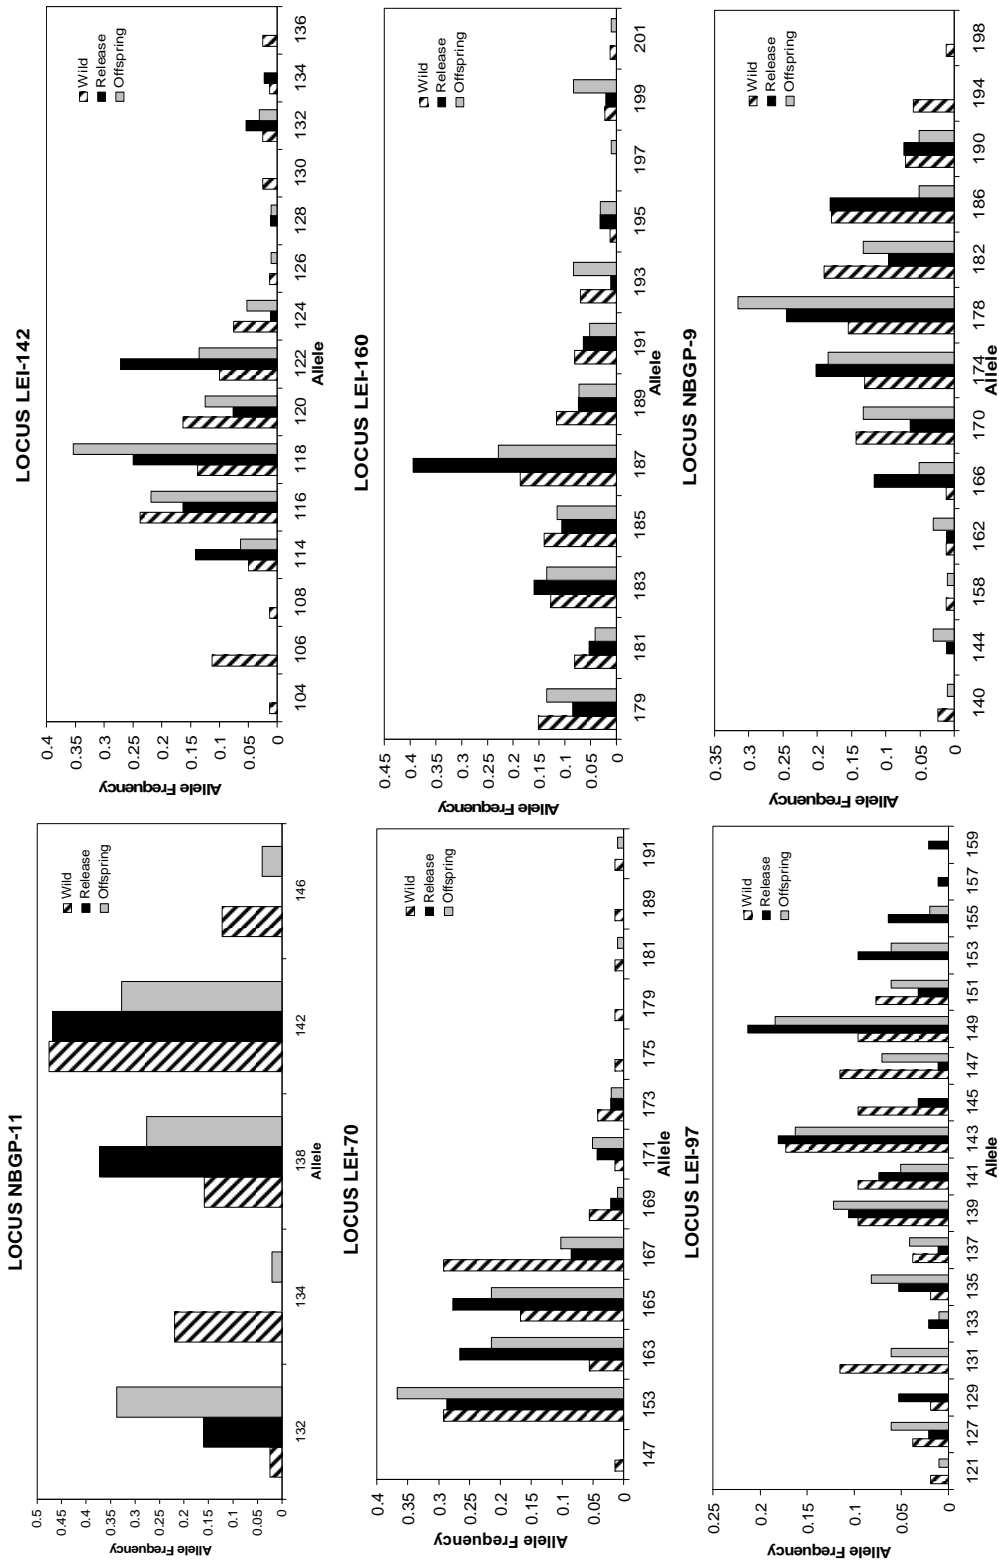 LOCUS NBGP-11
Allele Frequency
0.5
0.45
0.4
0.35
0.3
0.25
0.2
0.15
0.1
0.05
0
Wild
Release
Offspring
132 134 138 142 146
Allele
LOCUS LEI-142
Allele Frequency
0.4
0.35
0.3
0.25
0.2
0.15
0.1
0.05
0
Wild
Release
Offspring
104 106 108 114 116 118 120 122 124 126 128 130 132 134 136
Allele
LOCUS LEI-70
Allele Frequency
0.4
0.35
0.3
0.25
0.2
0.15
0.1
0.05
0
Wild
Release
Offspring
147 153 163 165 167 169 171 173 175 179 181 189 191
Allele
LOCUS LEI-160
Allele Frequency
0.45
0.4
0.35
0.3
0.25
0.2
0.15
0.1
0.05
0
Wild
Release
Offspring
179 181 183 185 187 189 191 193 195 197 199 201
Allele
LOCUS LEI-97
Allele Frequency
0.25
0.2
0.15
0.1
0.05
0
Wild
Release
Offspring
121 127 129 131 133 135 137 139 141 143 145 147 149 151 153 155 157 159
Allele
LOCUS NBGP-9
Allele Frequency
0.35
0.3
0.25
0.2
0.15
0.1
0.05
0
Wild
Release
Offspring
140 144 158 162 166 170 174 178 182 186 190 194 198
Allele